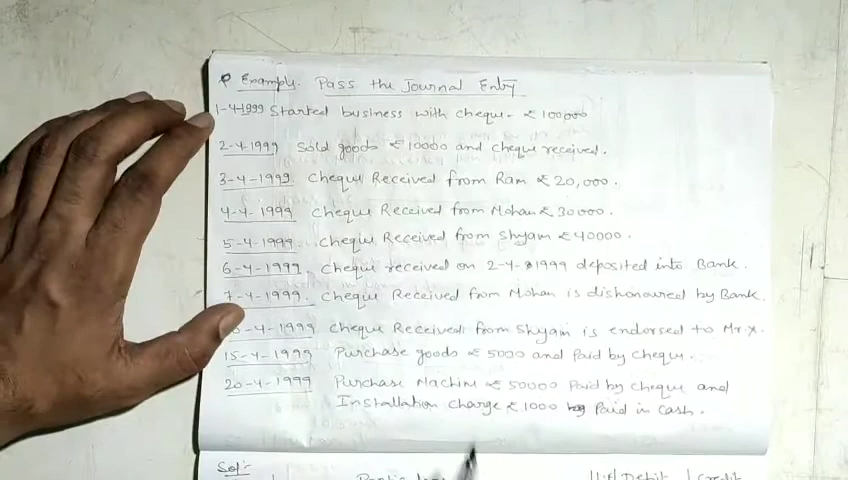 Example. Pass the Journal Entry
1-4-1999 Started business with cheque - ₹ 100000
2-4-1999 Sold goods ₹ 10000 and cheque received.
3-4-1999. Cheque Received from Ram ₹ 20,000.
4-4-1999 Cheque Received from Mohan ₹ 30000.
5-4-1999. Cheque Received from Shyam ₹ 40000.
6-4-1999. Cheque received on 2-4-1999 deposited into Bank.
7-4-1999. Cheque Received from Mohan is dishonoured by Bank.
-4-1999 Cheque Received from Shyam is endorsed to Mr. X.
15-4-1999 Purchase goods ₹ 5000 and Paid by cheque.
20-4-1999 Purchase Machine ₹ 50000 Paid by cheque and
Installation charge ₹ 1000 Paid in cash.
Sol:-
Debit Credit